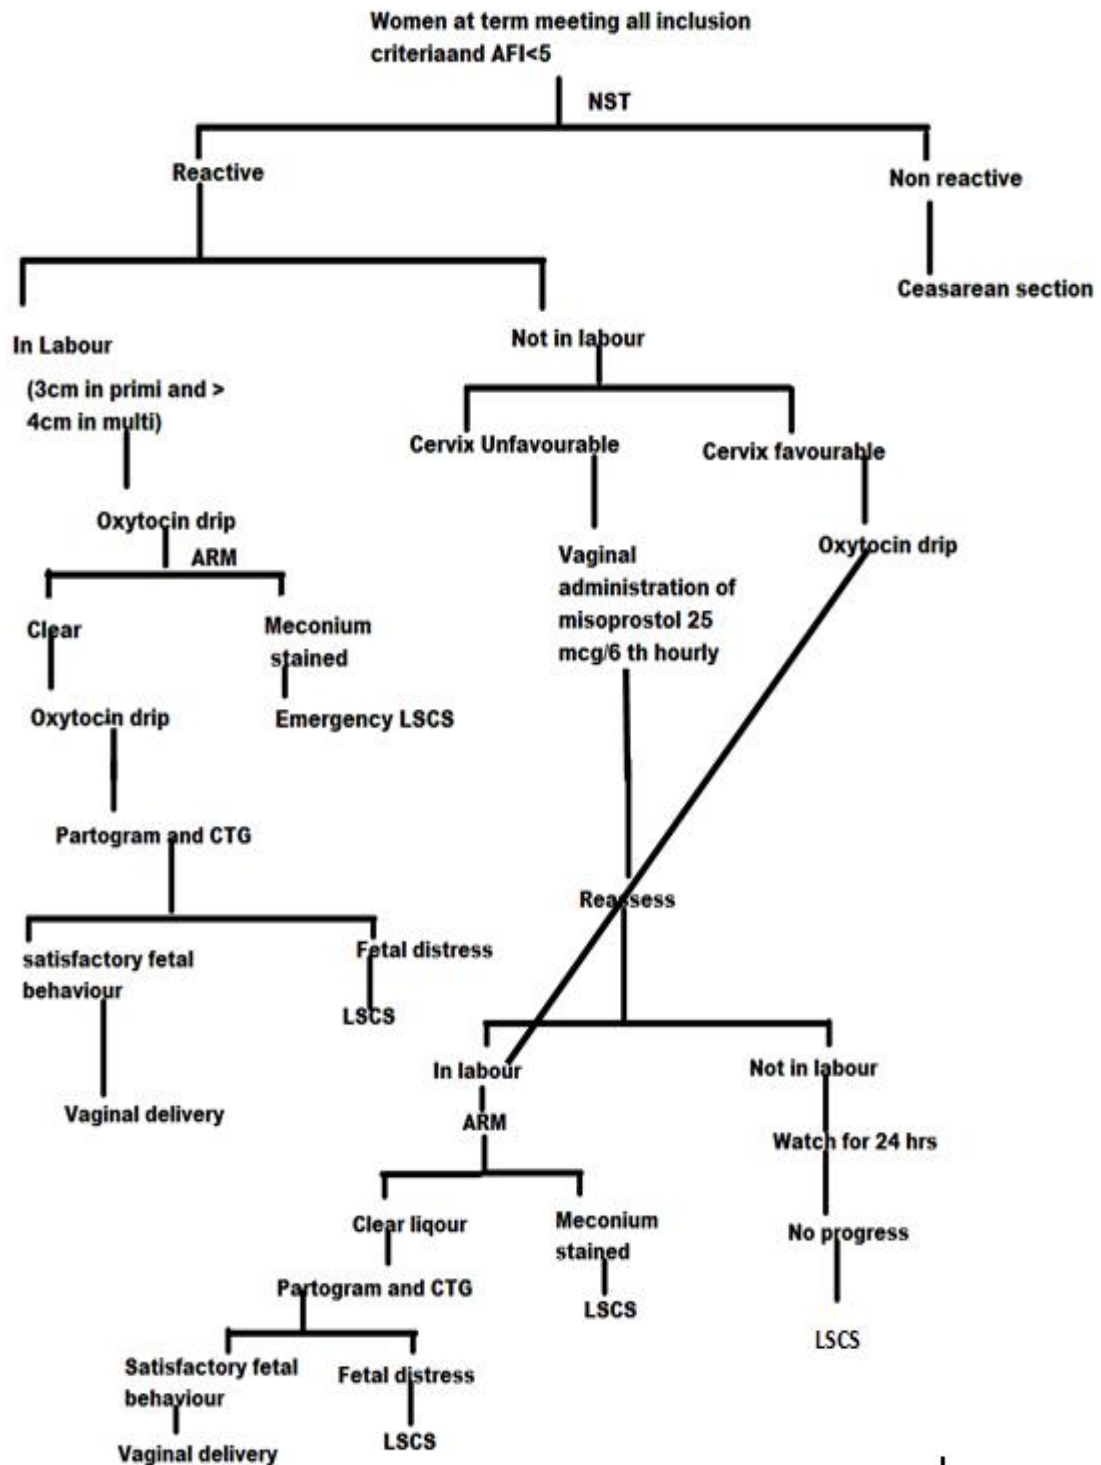 Women at term meeting all inclusion
criteriaand AFI<5
NST
Reactive
Non reactive
Ceasarean section
In Labour
(3cm in primi and >
4cm in multi)
Not in labour
Cervix Unfavourable
Cervix favourable
Oxytocin drip
ARM
Clear
Meconium
stained
Oxytocin drip
Emergency LSCS
Partogram and CTG
satisfactory fetal
behaviour
Fetal distress
LSCS
Vaginal delivery
Vaginal
administration of
misoprostol 25
mcg/6 th hourly
Oxytocin drip
Reassess
In labour
Not in labour
ARM
Watch for 24 hrs
Clear liqour
Meconium
stained
No progress
Partogram and CTG
LSCS
LSCS
Satisfactory fetal
behaviour
Fetal distress
Vaginal delivery
LSCS